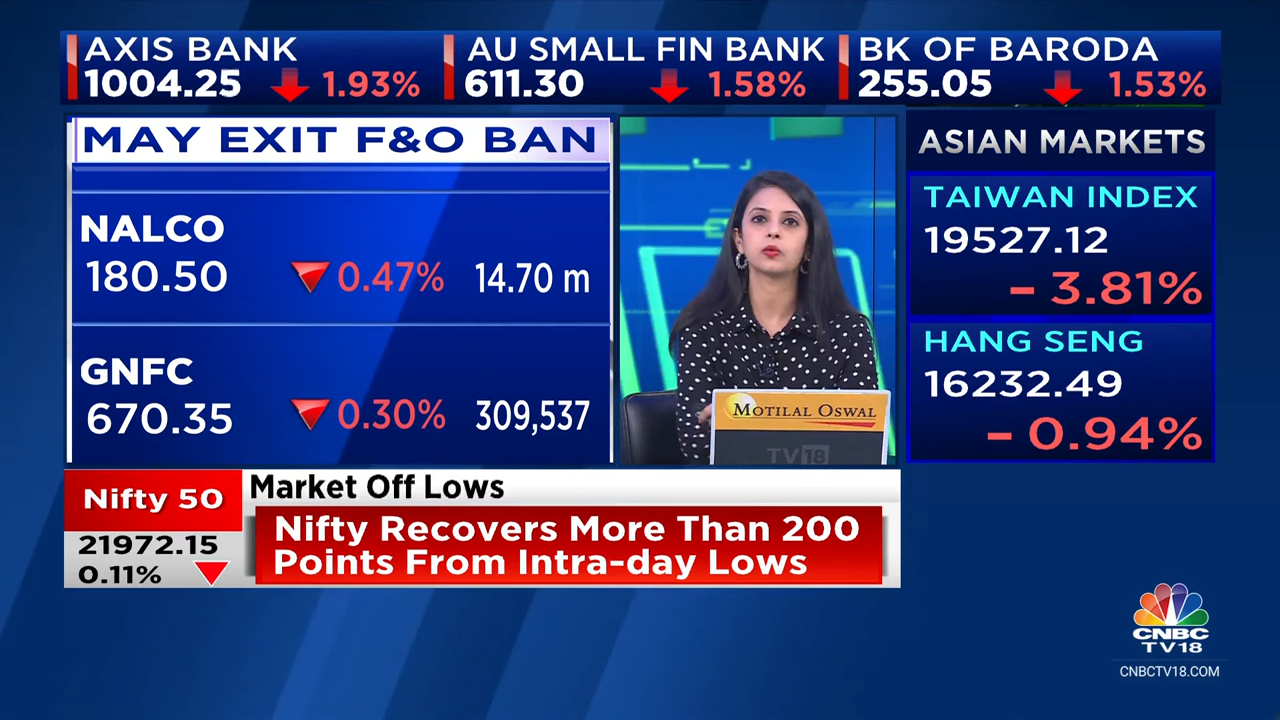 AXIS BANK
1004.25 1.93%
AU SMALL FIN BANK
611.30 1.58%
BK OF BARODA
255.05 1.53%
MAY EXIT F&O BAN
NALCO
180.50 0.47% 14.70 m
GNFC
670.35 0.30% 309,537
MOTILAL OSWAL
TV18
ASIAN MARKETS
TAIWAN INDEX
19527.12
- 3.81%
HANG SENG
16232.49
- 0.94%
Nifty 50
21972.15
0.11%
Market Off Lows
Nifty Recovers More Than 200
Points From Intra-day Lows
CNBC
TV18
CNBCTV18.COM